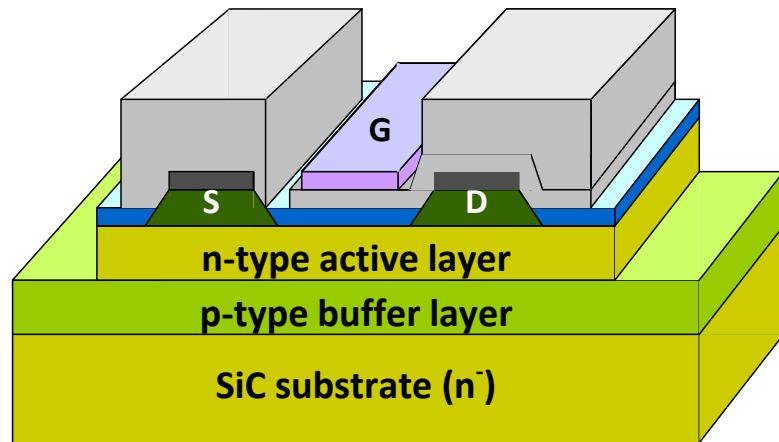 G
S
D
n-type active layer
p-type buffer layer
SiC substrate (n⁻)